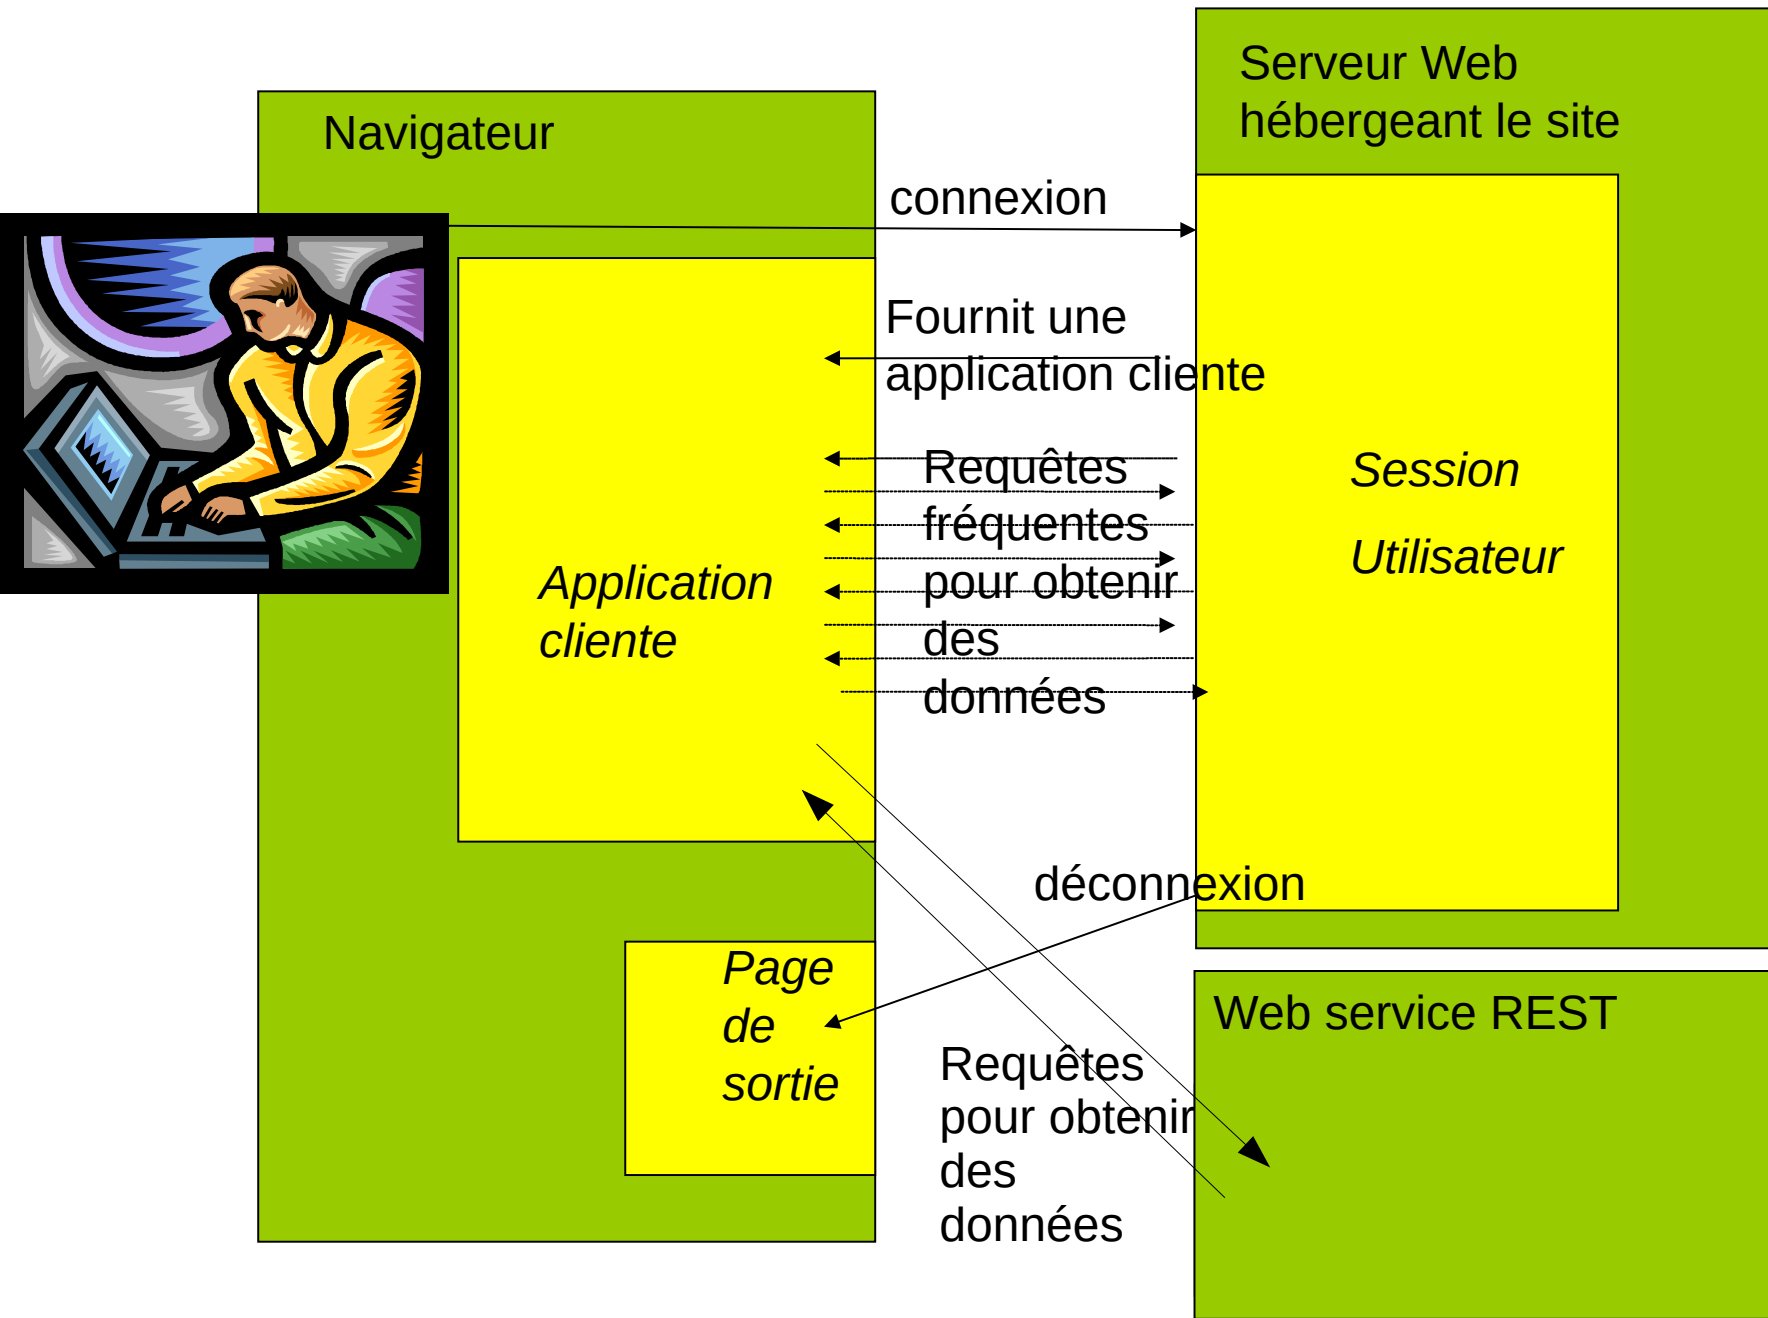 Serveur Web
hébergeant le site
Navigateur
connexion
Fournit une
application cliente
Requêtes
fréquentes
pour obtenir
des
données
Session
Utilisateur
Application
cliente
déconnexion
Page
de
sortie
Web service REST
Requêtes
pour obtenir
des
données